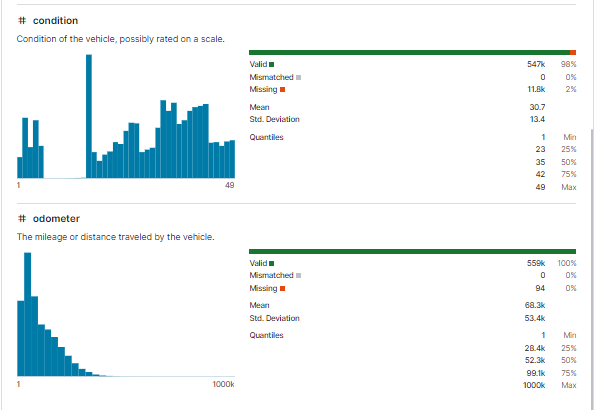 # condition
Condition of the vehicle, possibly rated on a scale.
1 49
Valid 547k 98%
Mismatched 0 0%
Missing 11.8k 2%
Mean 30.7
Std. Deviation 13.4
Quantiles 1 Min
23 25%
35 50%
42 75%
49 Max
# odometer
The mileage or distance traveled by the vehicle.
1 1000k
Valid 559k 100%
Mismatched 0 0%
Missing 94 0%
Mean 68.3k
Std. Deviation 53.4k
Quantiles 1 Min
28.4k 25%
52.3k 50%
99.1k 75%
1000k Max